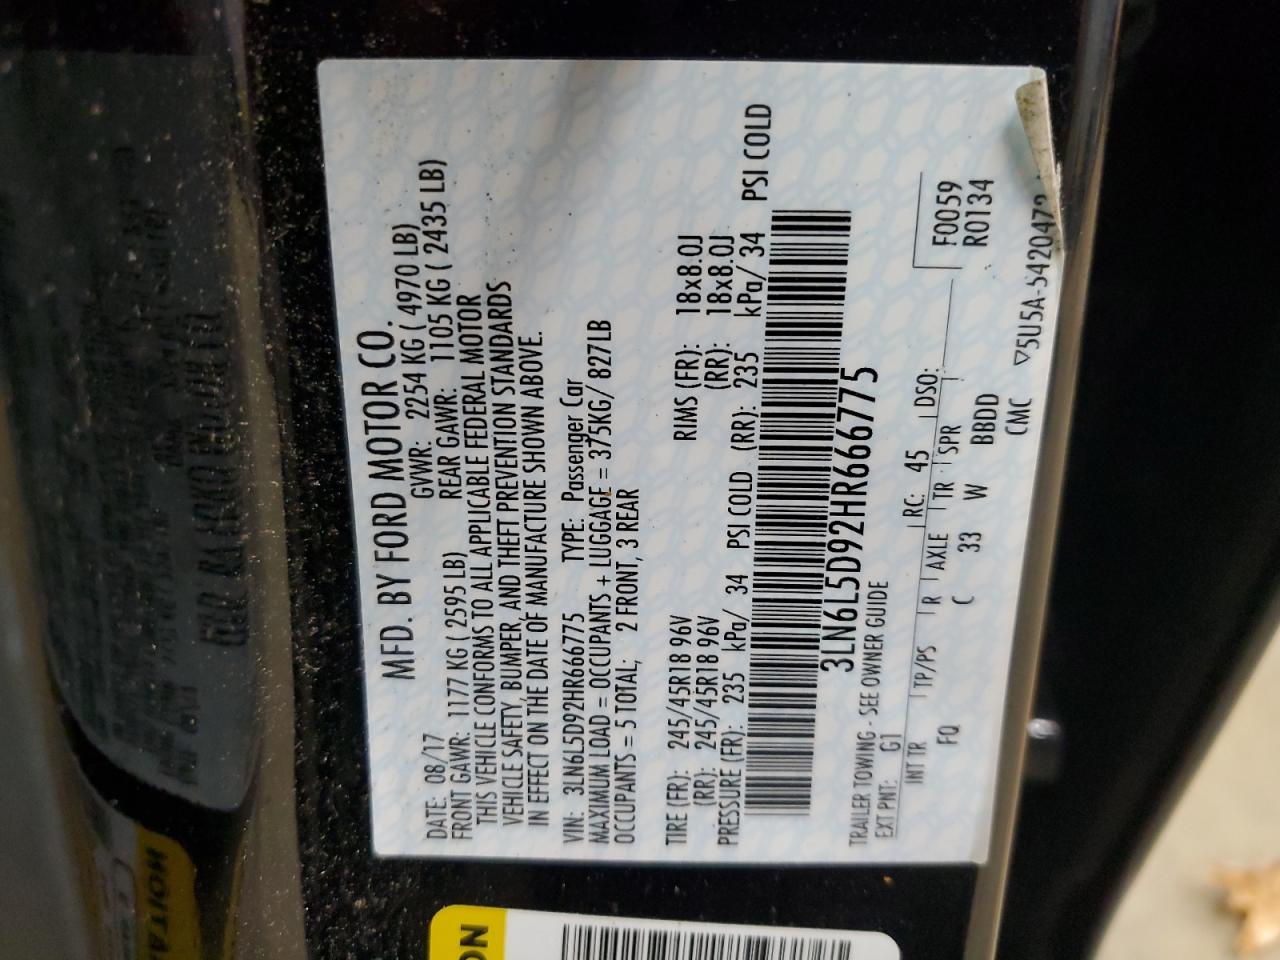 MFD. BY FORD MOTOR CO.
DATE: 08/17 GVWR: 2254 KG ( 4970 LB)
FRONT GAWR: 1177 KG ( 2595 LB) REAR GAWR: 1105 KG ( 2435 LB)
THIS VEHICLE CONFORMS TO ALL APPLICABLE FEDERAL MOTOR
VEHICLE SAFETY, BUMPER, AND THEFT PREVENTION STANDARDS
IN EFFECT ON THE DATE OF MANUFACTURE SHOWN ABOVE.
VIN: 3LN6L5D92HR666775 TYPE: Passenger Car
MAXIMUM LOAD = OCCUPANTS + LUGGAGE = 375KG/ 827LB
OCCUPANTS = 5 TOTAL; 2 FRONT, 3 REAR
TIRE (FR): 245/45R18 96V RIMS (FR): 18x8.0J
(RR): 245/45R18 96V (RR): 18x8.0J
PRESSURE (FR): 235 kPa/ 34 PSI COLD (RR): 235 kPa/ 34 PSI COLD
3LN6L5D92HR666775
TRAILER TOWING - SEE OWNER GUIDE
EXT PNT: G1 RC: 45 DSO:
INT TR TP/PS R AXLE TR SPR F0059
FQ C 33 W BBDD R0134
CMC 5U5A-5420472